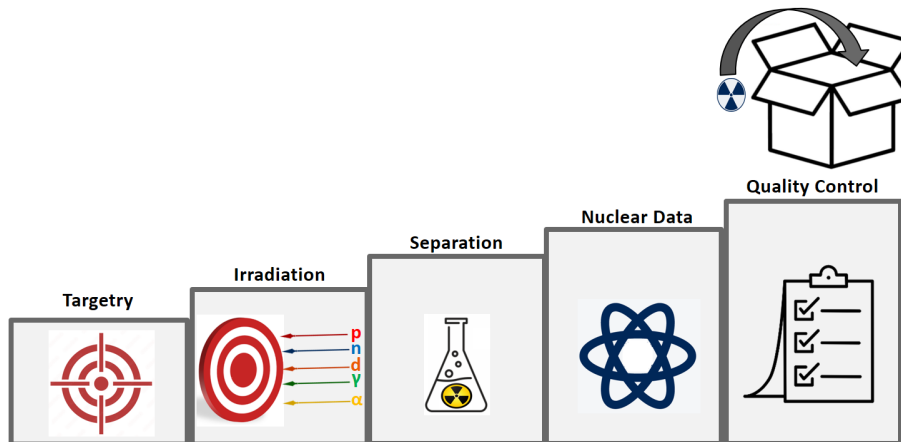 Targetry
Irradiation
Separation
Nuclear Data
Quality Control
p
n
d
γ
α